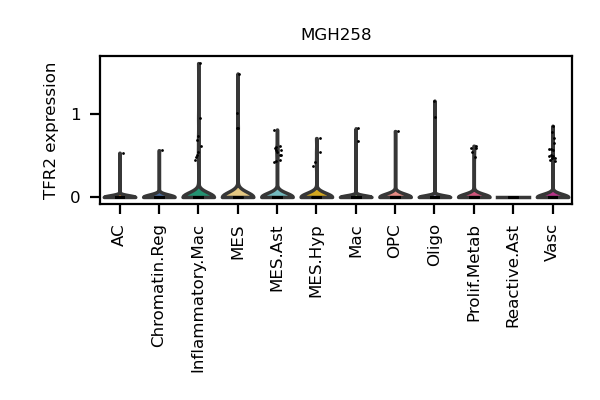 MGH258
TFR2 expression
1
0
AC
Chromatin.Reg
Inflammatory.Mac
MES
MES.Ast
MES.Hyp
Mac
OPC
Oligo
Prolif.Metab
Reactive.Ast
Vasc